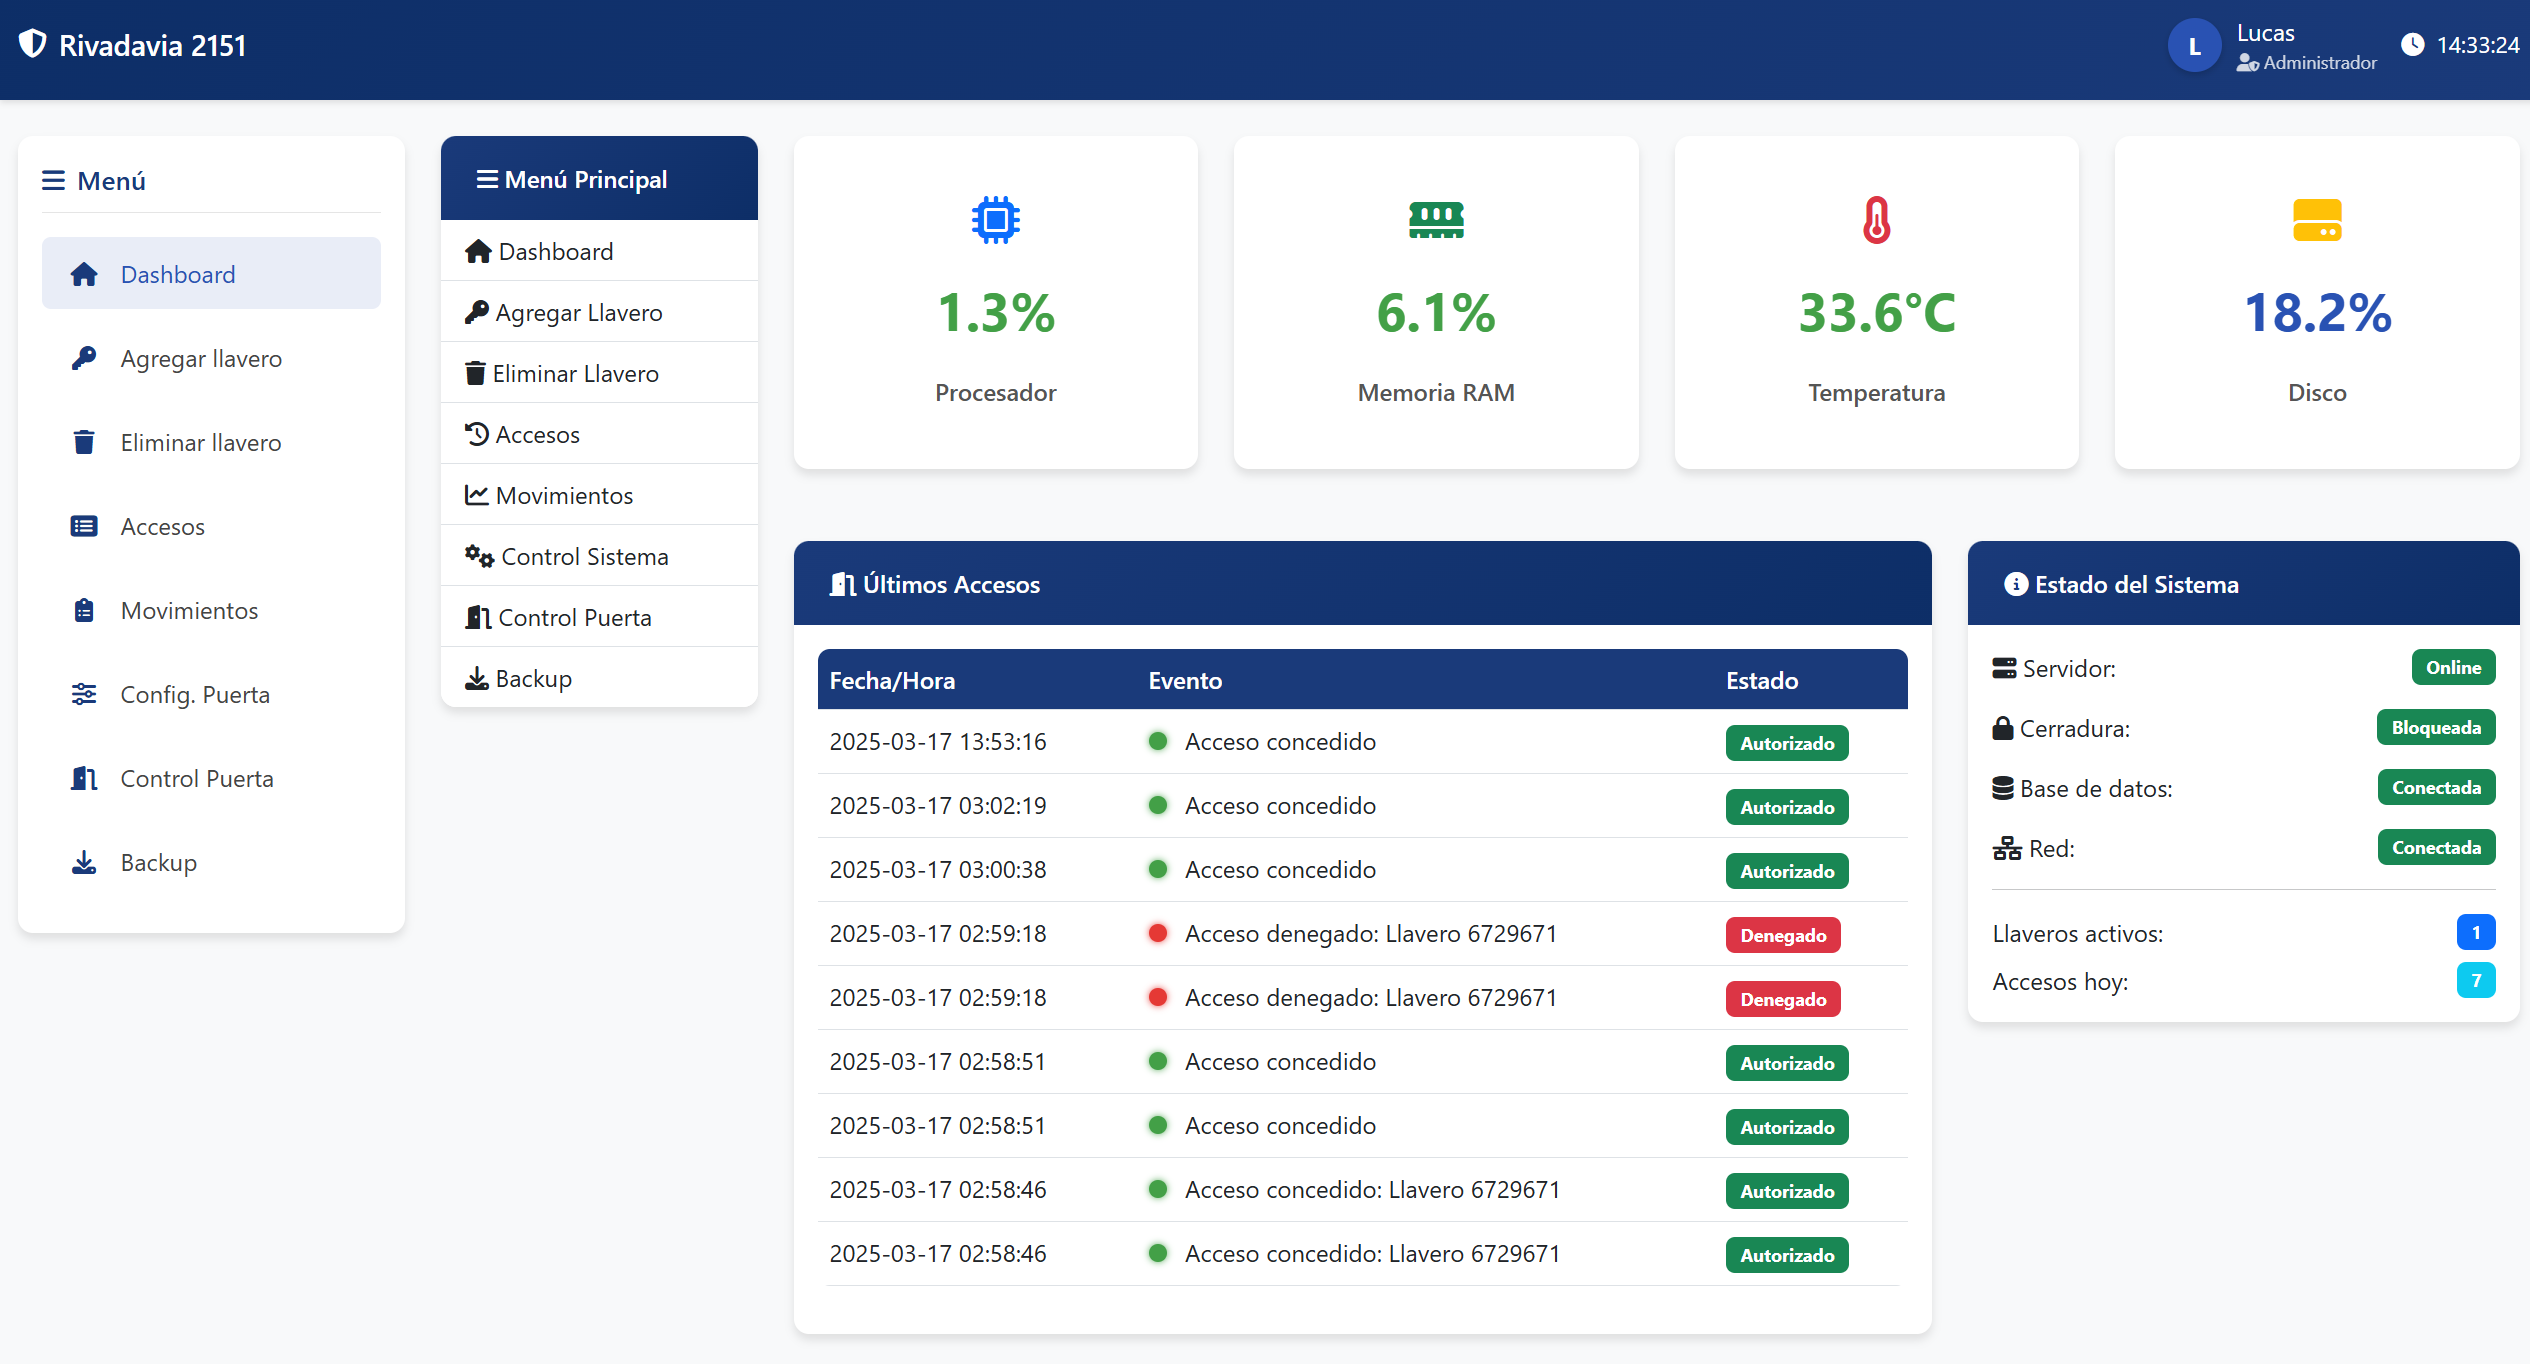 Rivadavia 2151
L
Lucas
Administrador
14:33:24
Menú
Dashboard
Agregar llavero
Eliminar llavero
Accesos
Movimientos
Config. Puerta
Control Puerta
Backup
Menú Principal
Dashboard
Agregar Llavero
Eliminar Llavero
Accesos
Movimientos
Control Sistema
Control Puerta
Backup
1.3%
Procesador
6.1%
Memoria RAM
33.6°C
Temperatura
18.2%
Disco
Últimos Accesos
Fecha/Hora Evento Estado
2025-03-17 13:53:16 Acceso concedido Autorizado
2025-03-17 03:02:19 Acceso concedido Autorizado
2025-03-17 03:00:38 Acceso concedido Autorizado
2025-03-17 02:59:18 Acceso denegado: Llavero 6729671 Denegado
2025-03-17 02:59:18 Acceso denegado: Llavero 6729671 Denegado
2025-03-17 02:58:51 Acceso concedido Autorizado
2025-03-17 02:58:51 Acceso concedido Autorizado
2025-03-17 02:58:46 Acceso concedido: Llavero 6729671 Autorizado
2025-03-17 02:58:46 Acceso concedido: Llavero 6729671 Autorizado
Estado del Sistema
Servidor: Online
Cerradura: Bloqueada
Base de datos: Conectada
Red: Conectada
Llaveros activos: 1
Accesos hoy: 7